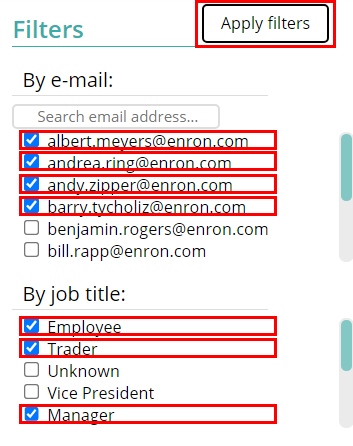 Filters
Apply filters
By e-mail:
Search email address...
albert.meyers@enron.com
andrea.ring@enron.com
andy.zipper@enron.com
barry.tycholiz@enron.com
benjamin.rogers@enron.com
bill.rapp@enron.com
By job title:
Employee
Trader
Unknown
Vice President
Manager